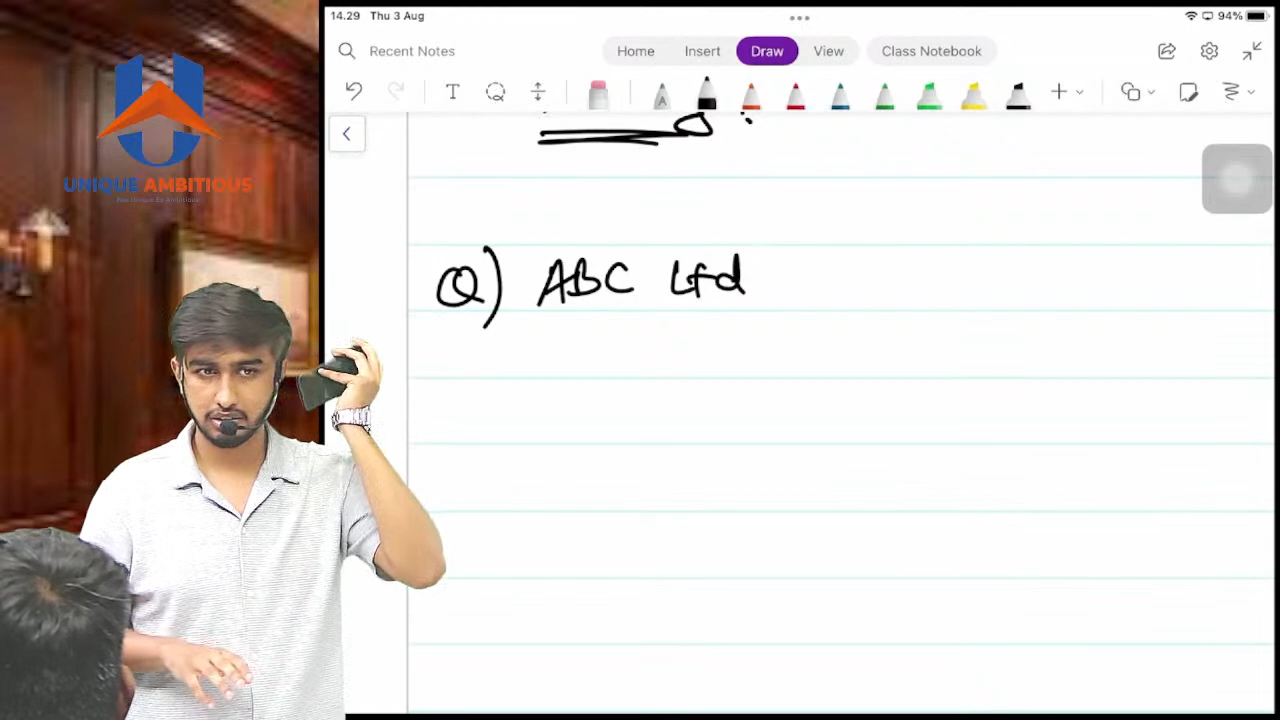 14.29 Thu 3 Aug
94%
Recent Notes
Home Insert Draw View Class Notebook
T
A
UNIQUE AMBITIOUS
Q) ABC Ltd